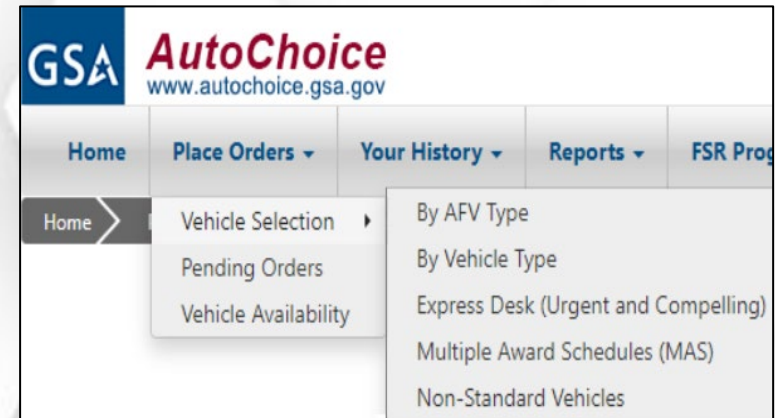 GSA AutoChoice
www.autochoice.gsa.gov
Home Place Orders Your History Reports FSR
Home
Vehicle Selection
Pending Orders
Vehicle Availability
By AFV Type
By Vehicle Type
Express Desk (Urgent and Compelling)
Multiple Award Schedules (MAS)
Non-Standard Vehicles